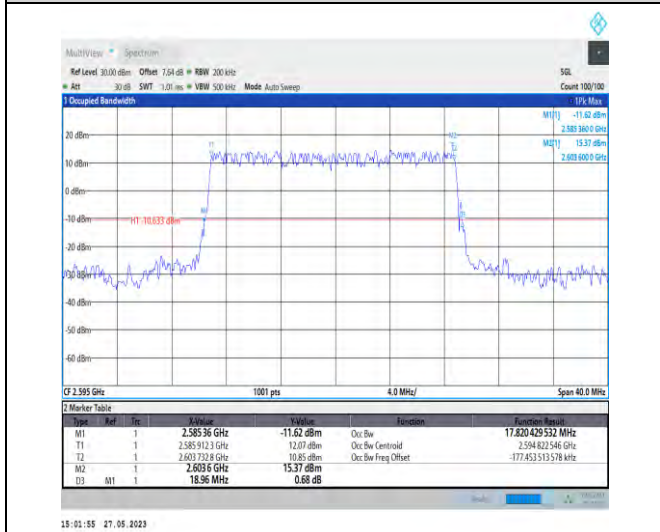 MultiView Spectrum
Ref Level 30.00 dBm Offset 7.64 dB RBW 200 kHz SGL
Att 30 dB SWT 1.01 ms VBW 500 kHz Mode Auto Sweep Count 100/100
1 Occupied Bandwidth 1Pk Max
M1[1] -11.62 dBm
2.585 360 0 GHz
M2[1] 15.37 dBm
2.603 600 0 GHz
20 dBm
T1
M2
T2
10 dBm
0 dBm
M1
-10 dBm
H1 -10.633 dBm
D3
-20 dBm
-30 dBm
-40 dBm
-50 dBm
-60 dBm
CF 2.595 GHz 1001 pts 4.0 MHz/ Span 40.0 MHz
2 Marker Table
Type Ref Trc X-Value Y-Value Function Function Result
M1 1 2.585 36 GHz -11.62 dBm Occ Bw 17.820 429 532 MHz
T1 1 2.585 912 3 GHz 12.07 dBm Occ Bw Centroid 2.594 822 546 GHz
T2 1 2.603 732 8 GHz 10.85 dBm Occ Bw Freq Offset -177.453 513 578 kHz
M2 1 2.603 6 GHz 15.37 dBm
D3 M1 1 18.96 MHz 0.68 dB
15:01:55 27.05.2023